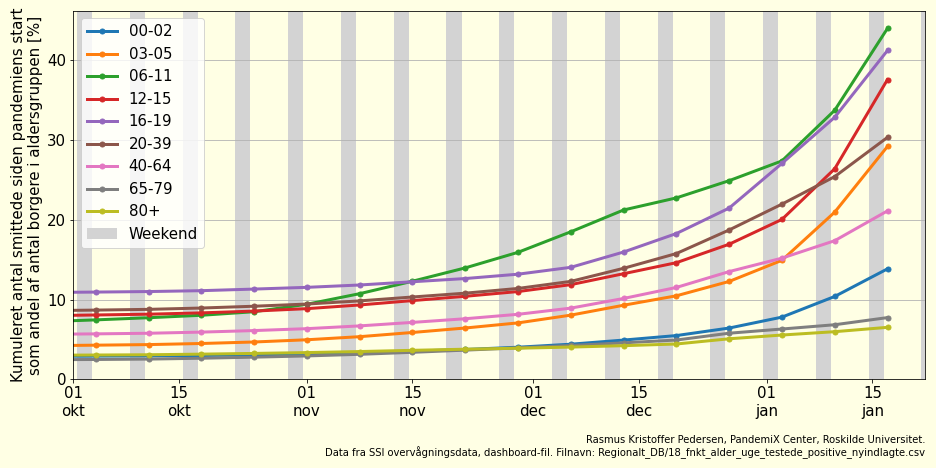 Kumuleret antal smittede siden pandemiens start
som andel af antal borgere i aldersgruppen [%]
40
30
20
10
0
00-02
03-05
06-11
12-15
16-19
20-39
40-64
65-79
80+
Weekend
01 15 01 15 01 15 01 15
okt okt nov nov dec dec jan jan
Rasmus Kristoffer Pedersen, PandemiX Center, Roskilde Universitet.
Data fra SSI overvågningsdata, dashboard-fil. Filnavn: Regionalt_DB/18_fnkt_alder_uge_testede_positive_nyindlagte.csv